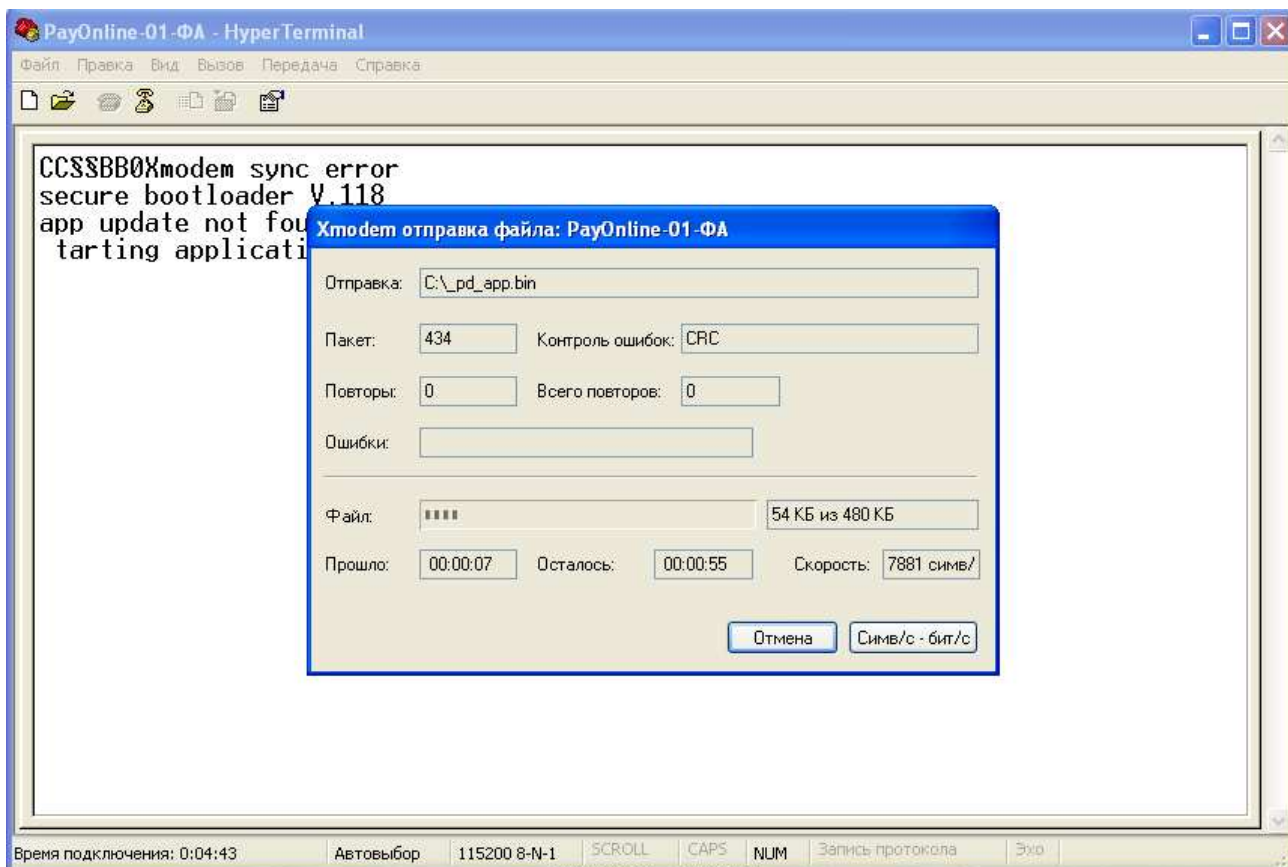 PayOnline-01-ФА - HyperTerminal
Файл Правка Вид Вызов Передача Справка
CC§§BB0Xmodem sync error
secure bootloader V.118
app update not fou
tarting applicati
Xmodem отправка файла: PayOnline-01-ФА
Отправка: C:\_pd_app.bin
Пакет: 434 Контроль ошибок: CRC
Повторы: 0 Всего повторов: 0
Ошибки:
Файл: 54 КБ из 480 КБ
Прошло: 00:00:07 Осталось: 00:00:55 Скорость: 7881 симв/
Отмена Симв/с - бит/с
Время подключения: 0:04:43 Автовыбор 115200 8-N-1 SCROLL CAPS NUM Запись протокола Эхо